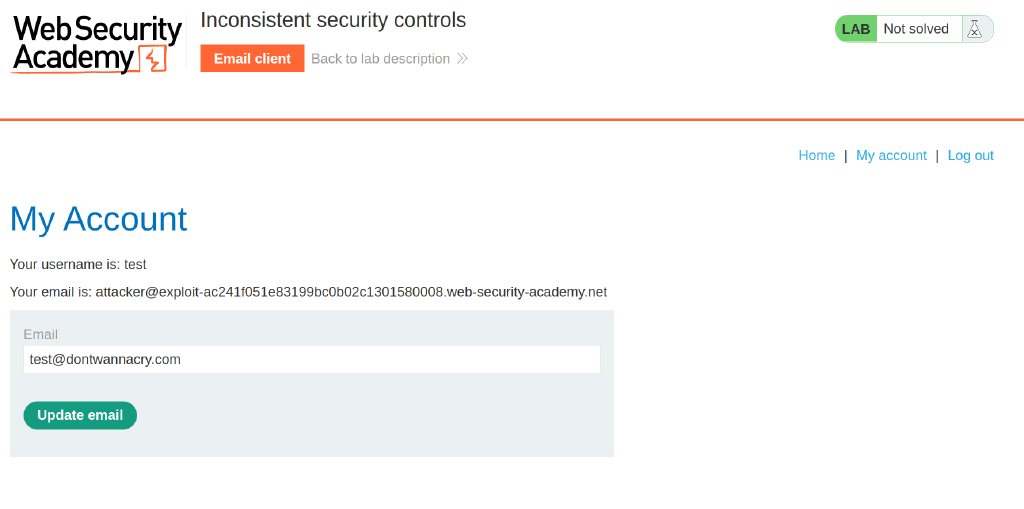 Web Security
Academy
Inconsistent security controls
Email client
Back to lab description
LAB
Not solved
Home | My account | Log out
My Account
Your username is: test
Your email is: attacker@exploit-ac241f051e83199bc0b02c1301580008.web-security-academy.net
Email
test@dontwannacry.com
Update email